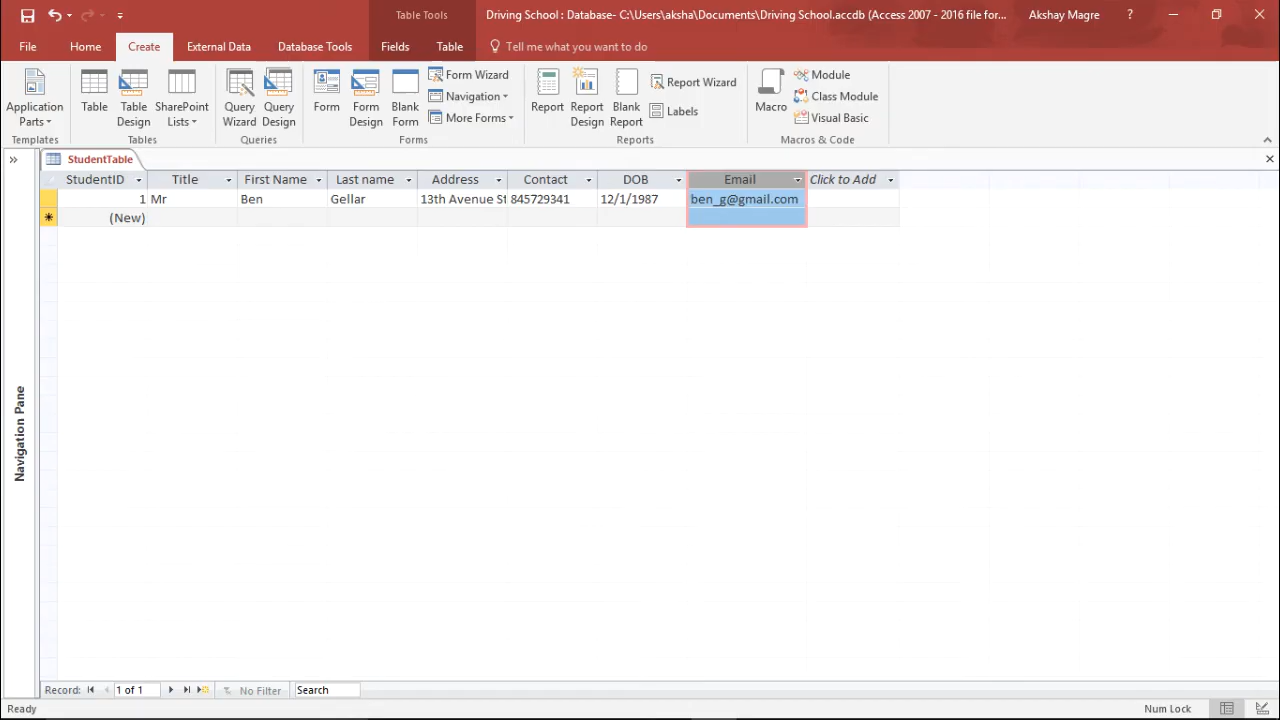 Table Tools
Driving School : Database- C:\Users\aksha\Documents\Driving School.accdb (Access 2007 - 2016 file for... Akshay Magre ?
File Home Create External Data Database Tools Fields Table Tell me what you want to do
Application Parts
Table
Table Design
SharePoint Lists
Query Wizard
Query Design
Form
Form Design
Blank Form
Form Wizard
Navigation
More Forms
Report
Report Design
Blank Report
Report Wizard
Labels
Macro
Module
Class Module
Visual Basic
Templates Tables Queries Forms Reports Macros & Code
StudentTable
StudentID Title First Name Last name Address Contact DOB Email Click to Add
1 Mr Ben Gellar 13th Avenue St 845729341 12/1/1987 ben_g@gmail.com
(New)
Navigation Pane
Record: 1 of 1 No Filter Search
Ready Num Lock